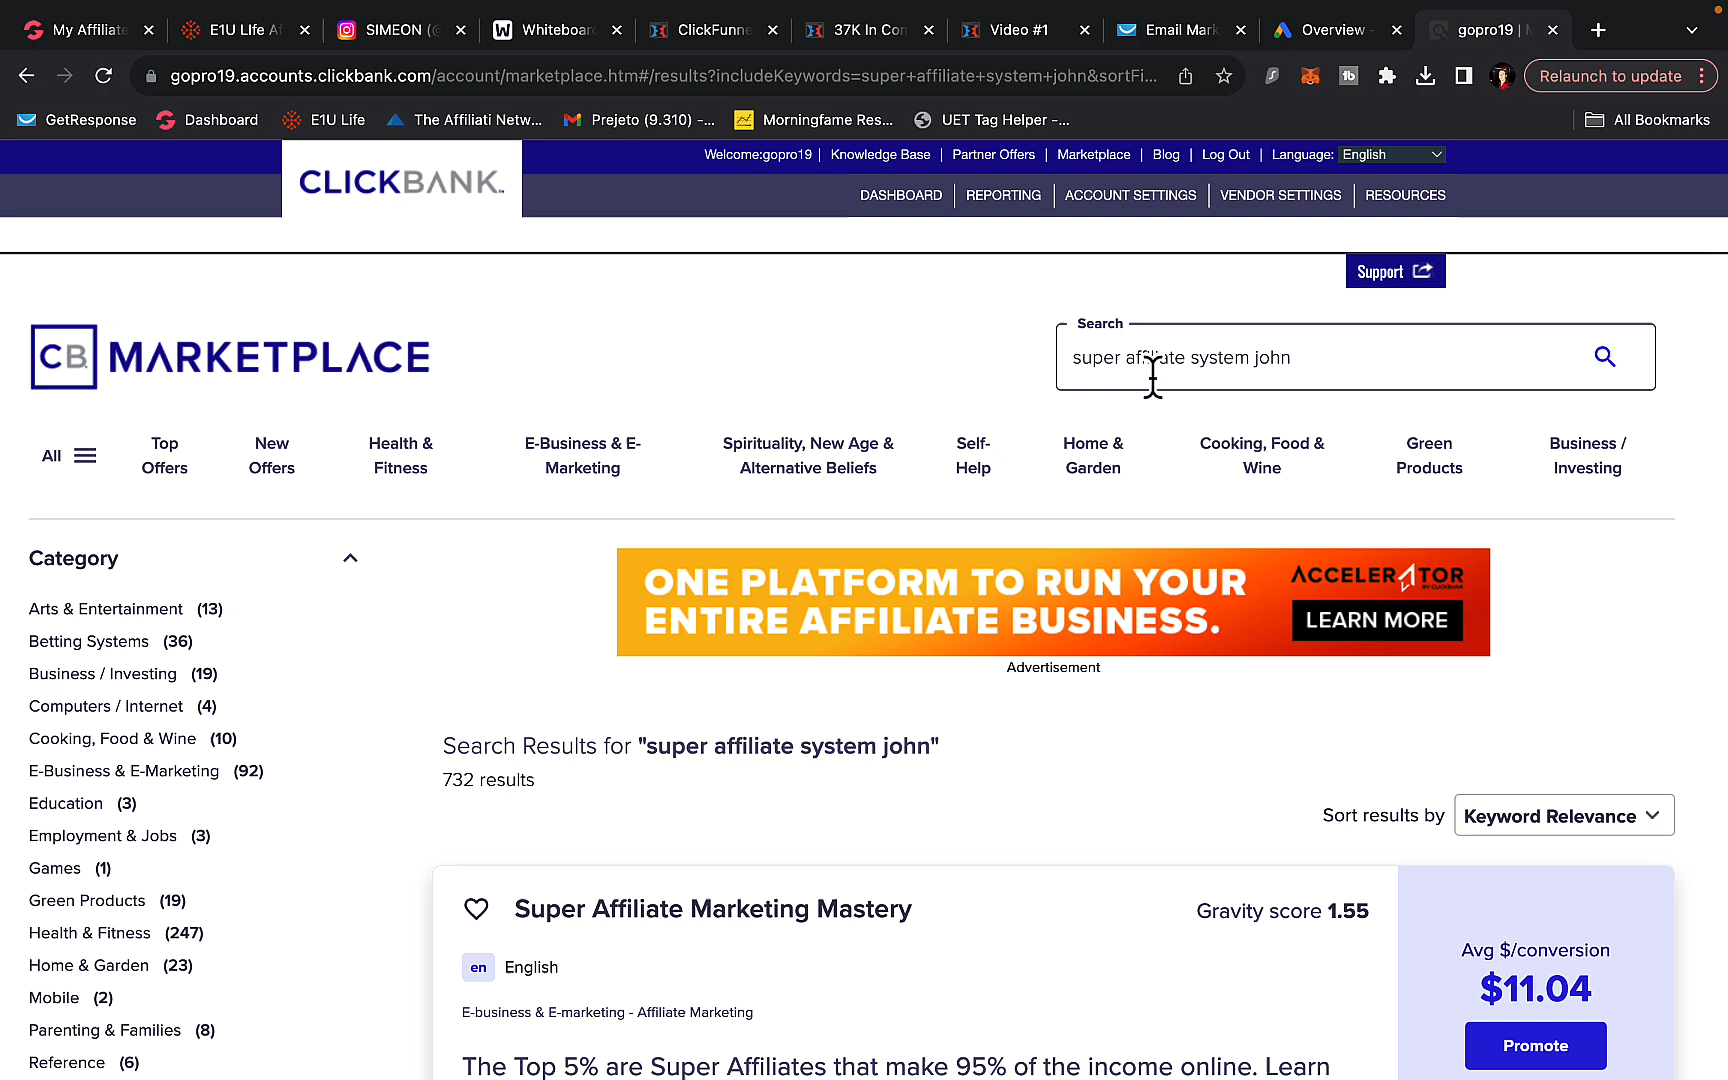 My Affiliate
E1U LIfe Af
SIMEON (@
Whiteboar
ClickFunne
37K In Com
Video #1
Email Mark
Overview -
gopro19 | M
gopro19.accounts.clickbank.com/account/marketplace.htm#/results?includeKeywords=super+affiliate+system+john&sortFi...
Relaunch to update
GetResponse
Dashboard
E1U Life
The Affiliati Netw...
Prejeto (9.310) -...
Morningfame Res...
UET Tag Helper -...
All Bookmarks
Welcome:gopro19 | Knowledge Base | Partner Offers | Marketplace | Blog | Log Out | Language: English
CLICKBANK
DASHBOARD | REPORTING | ACCOUNT SETTINGS | VENDOR SETTINGS | RESOURCES
Support
CB MARKETPLACE
Search
super affiliate system john
All
Top
Offers
New
Offers
Health &
Fitness
E-Business & E-
Marketing
Spirituality, New Age &
Alternative Beliefs
Self-
Help
Home &
Garden
Cooking, Food &
Wine
Green
Products
Business /
Investing
Category
Arts & Entertainment (13)
Betting Systems (36)
Business / Investing (19)
Computers / Internet (4)
Cooking, Food & Wine (10)
E-Business & E-Marketing (92)
Education (3)
Employment & Jobs (3)
Games (1)
Green Products (19)
Health & Fitness (247)
Home & Garden (23)
Mobile (2)
Parenting & Families (8)
Reference (6)
ONE PLATFORM TO RUN YOUR
ENTIRE AFFILIATE BUSINESS.
ACCELERATOR
BY CLICKBANK
LEARN MORE
Advertisement
Search Results for "super affiliate system john"
732 results
Sort results by Keyword Relevance
Super Affiliate Marketing Mastery
Gravity score 1.55
en English
E-business & E-marketing - Affiliate Marketing
The Top 5% are Super Affiliates that make 95% of the income online. Learn
Avg $/conversion
$11.04
Promote